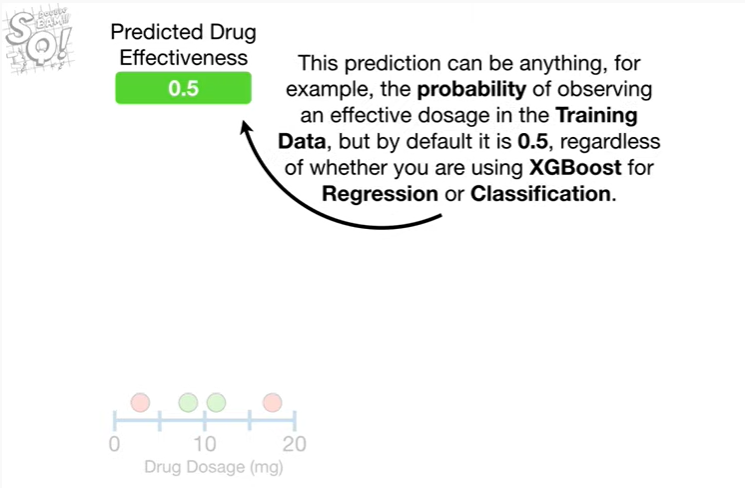 Predicted Drug
Effectiveness
0.5
This prediction can be anything, for
example, the probability of observing
an effective dosage in the Training
Data, but by default it is 0.5, regardless
of whether you are using XGBoost for
Regression or Classification.
0 10 20
Drug Dosage (mg)